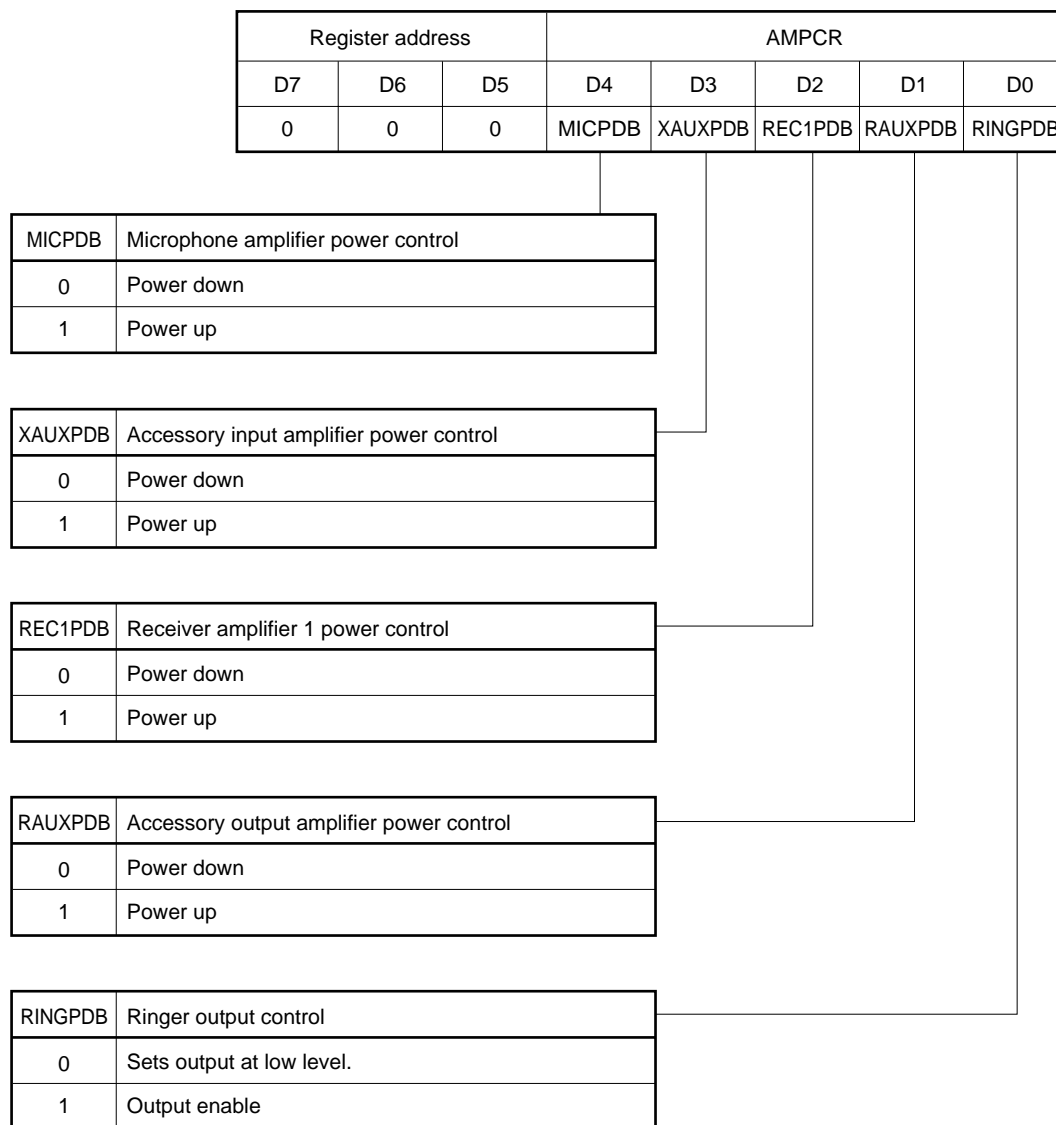 Register address AMPCR
D7 D6 D5 D4 D3 D2 D1 D0
0 0 0 MICPDB XAUXPDB REC1PDB RAUXPDB RINGPDB
MICPDB Microphone amplifier power control
0 Power down
1 Power up
XAUXPDB Accessory input amplifier power control
0 Power down
1 Power up
REC1PDB Receiver amplifier 1 power control
0 Power down
1 Power up
RAUXPDB Accessory output amplifier power control
0 Power down
1 Power up
RINGPDB Ringer output control
0 Sets output at low level.
1 Output enable